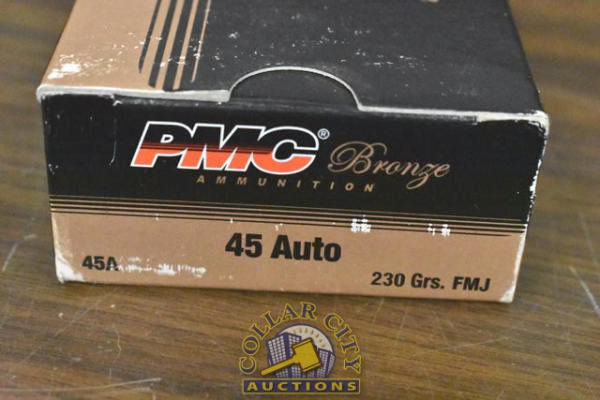 PMC® Bronze
AMMUNITION
45 Auto
45A
230 Grs. FMJ
COLLAR CITY
AUCTIONS